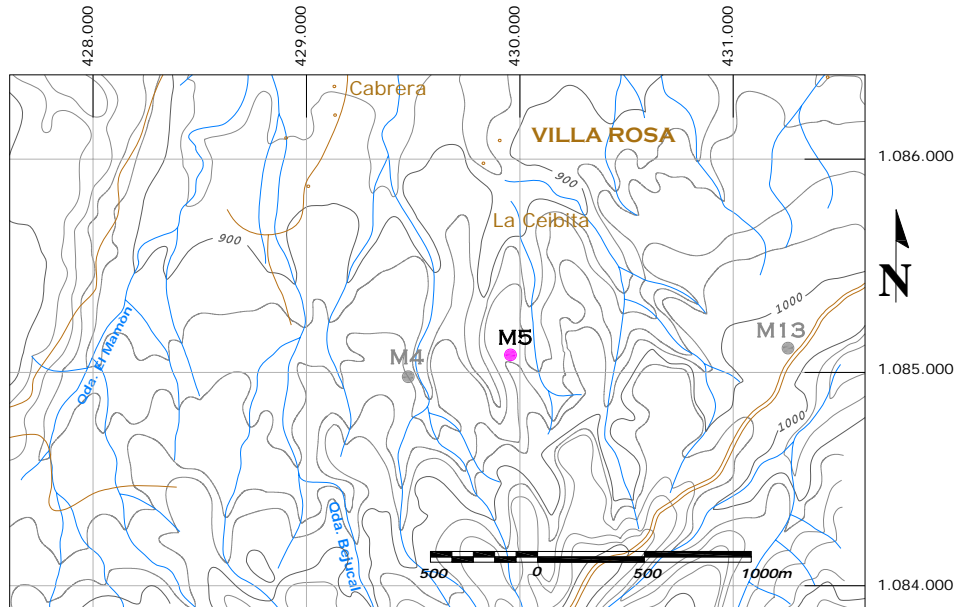 428.000
429.000
430.000
431.000
Cabrera
VILLA ROSA
1.086.000
900
La Ceibita
900
N
1000
M5
M13
M4
Qda. El Mamón
1.085.000
1000
Qda. Bejucal
500
0
500
1000m
1.084.000